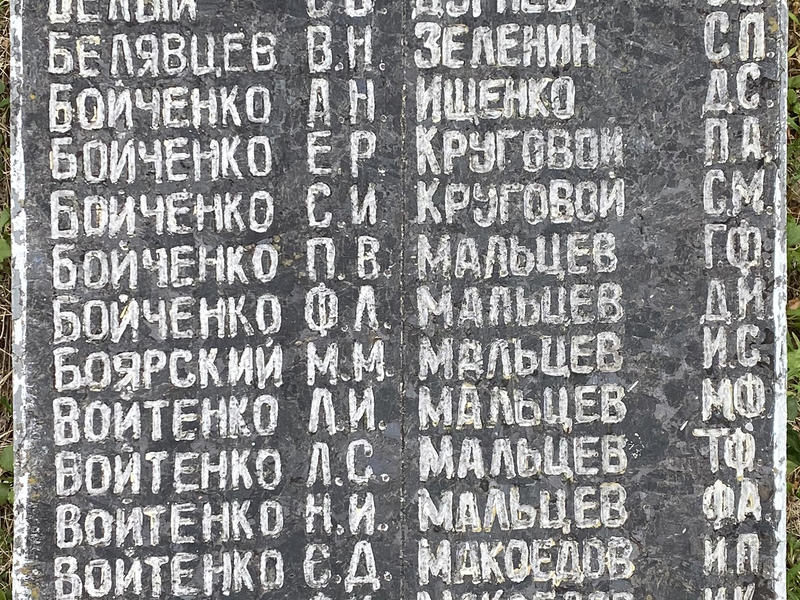 БЕЛЫЙ
БЕЛЯВЦЕВ В.Н.
БОЙЧЕНКО А Н
БОЙЧЕНКО Е.Р
БОЙЧЕНКО С.И
БОЙЧЕНКО П.В.
БОЙЧЕНКО Ф.Л.
БОЯРСКИЙ М.М.
ВОЙТЕНКО Л.И.
ВОЙТЕНКО Л.С.
ВОЙТЕНКО Н.И.
ВОЙТЕНКО С.Д.
ЗЕЛЕНИН С П.
ИЩЕНКО Д.С.
КРУГОВОЙ П.А.
КРУГОВОЙ С М.
МАЛЬЦЕВ Г.Ф.
МАЛЬЦЕВ Д И.
МАЛЬЦЕВ И.С.
МАЛЬЦЕВ М Ф
МАЛЬЦЕВ Т.Ф.
МАЛЬЦЕВ Ф А
МАКОЕДОВ И.П